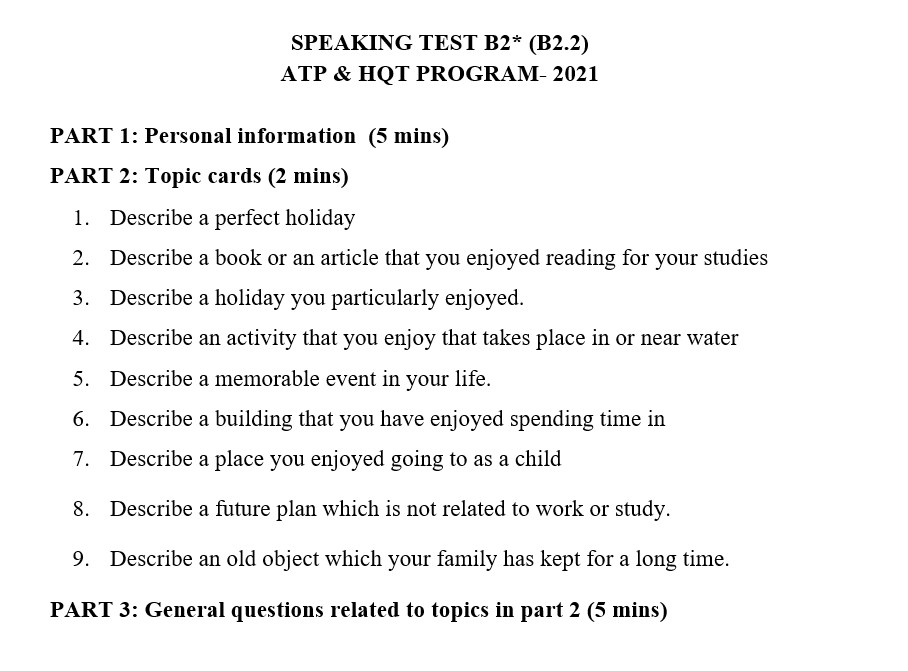 SPEAKING TEST B2* (B2.2)
ATP & HQT PROGRAM- 2021
PART 1: Personal information (5 mins)
PART 2: Topic cards (2 mins)
1. Describe a perfect holiday
2. Describe a book or an article that you enjoyed reading for your studies
3. Describe a holiday you particularly enjoyed.
4. Describe an activity that you enjoy that takes place in or near water
5. Describe a memorable event in your life.
6. Describe a building that you have enjoyed spending time in
7. Describe a place you enjoyed going to as a child
8. Describe a future plan which is not related to work or study.
9. Describe an old object which your family has kept for a long time.
PART 3: General questions related to topics in part 2 (5 mins)